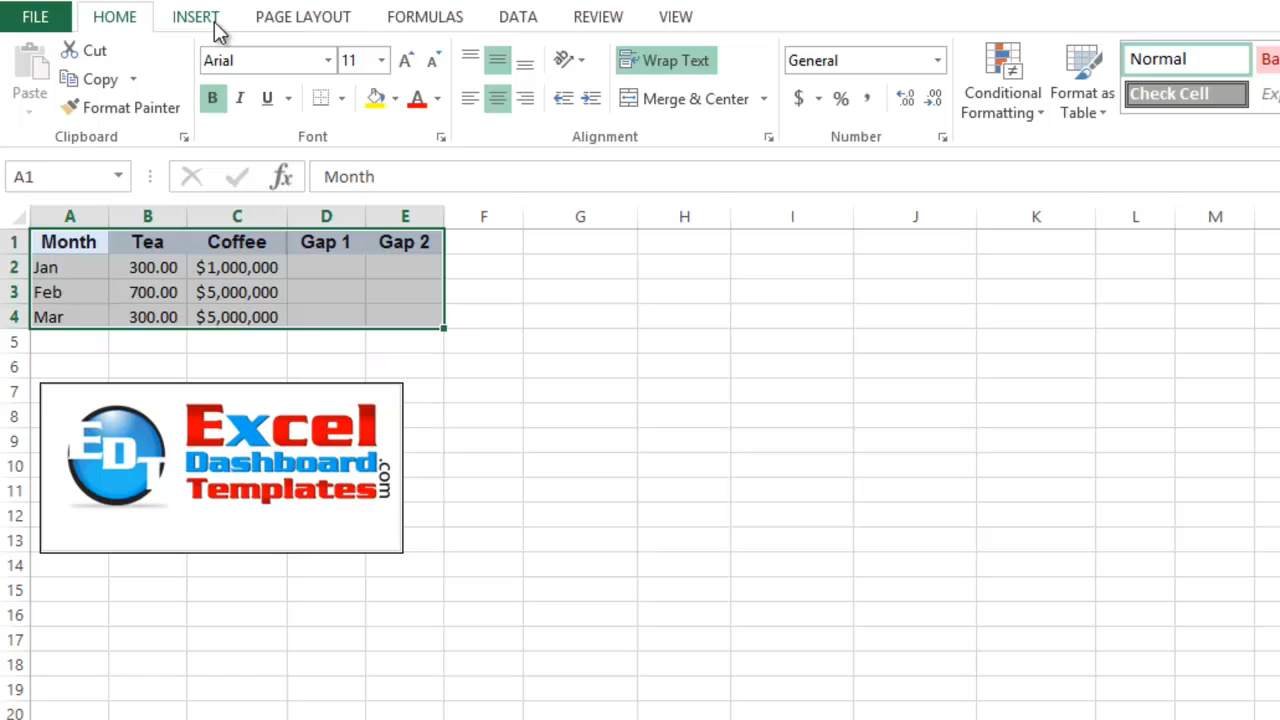 FILE HOME INSERT PAGE LAYOUT FORMULAS DATA REVIEW VIEW
Paste
Cut
Copy
Format Painter
Clipboard
Arial 11
B I U
Font
Wrap Text
Merge & Center
Alignment
General
$ % ,
Number
Conditional
Formatting
Format as
Table
Normal
Check Cell
A1 fx Month
A B C D E F G H I J K L M
1 Month Tea Coffee Gap 1 Gap 2
2 Jan 300.00 $1,000,000
3 Feb 700.00 $5,000,000
4 Mar 300.00 $5,000,000
5
6
7
8
9
10
11
12
13
14
15
16
17
18
19
20
EDT
Excel
Dashboard
Templates
.com